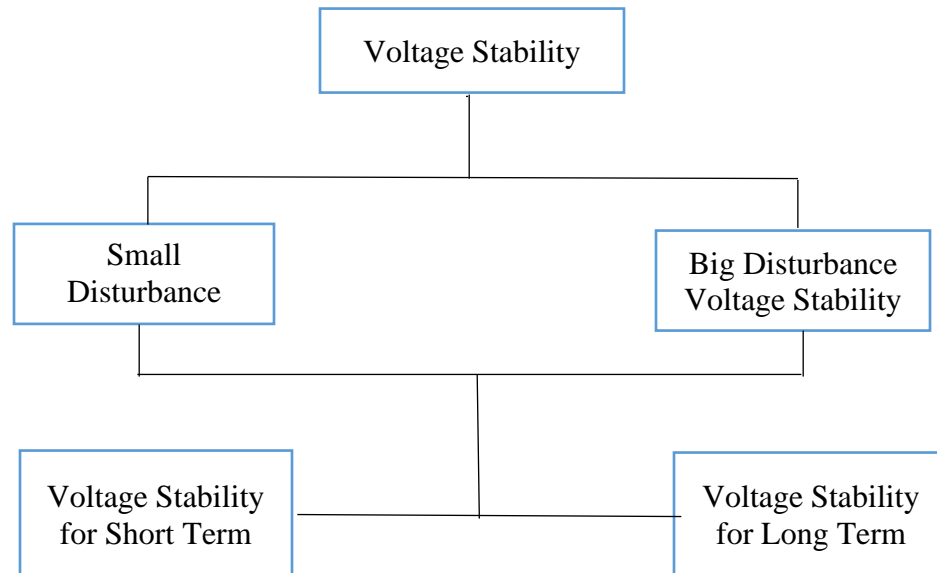 Voltage Stability
Small
Disturbance
Big Disturbance
Voltage Stability
Voltage Stability
for Short Term
Voltage Stability
for Long Term